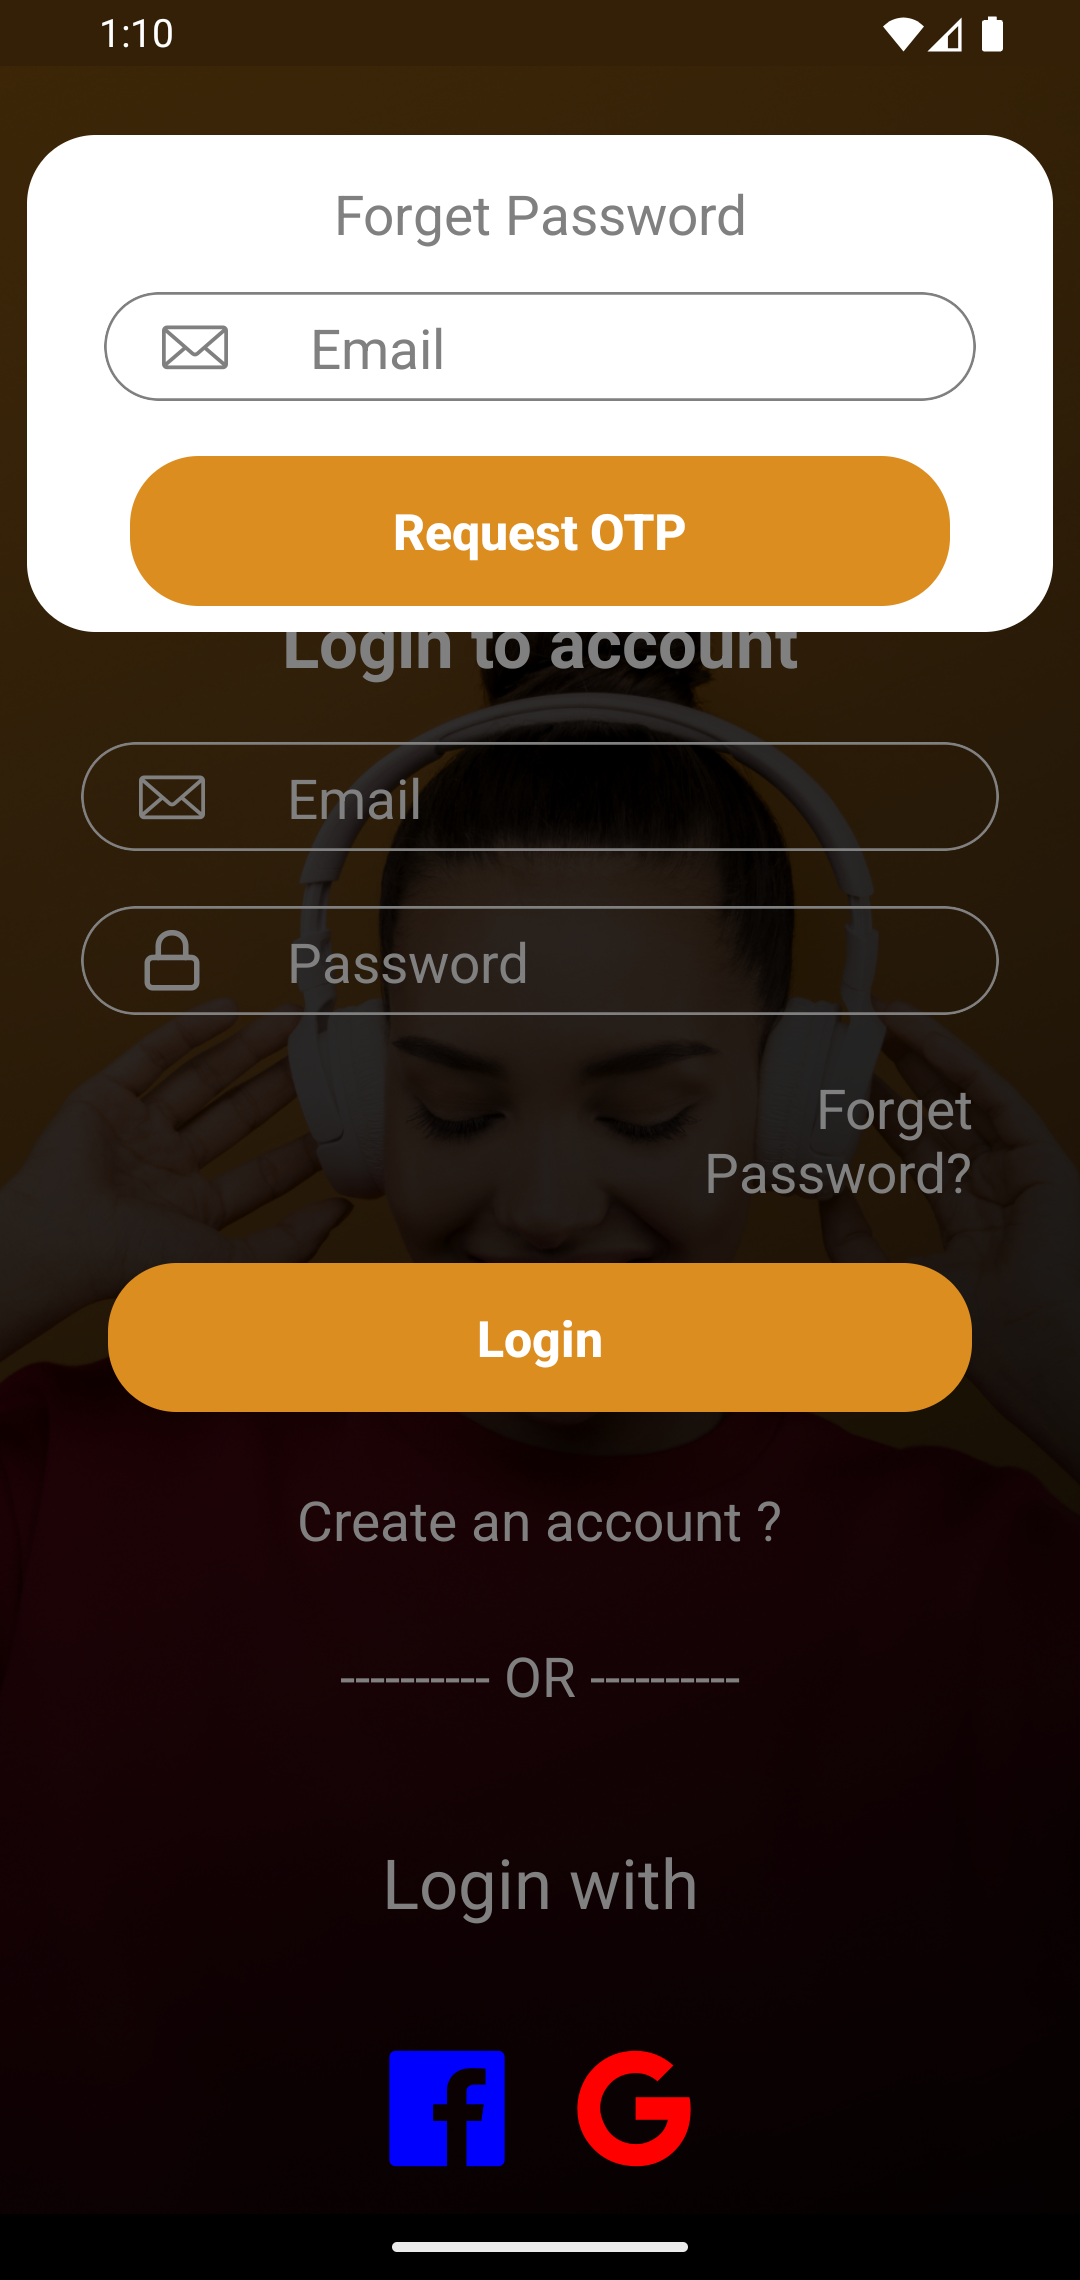 1:10
Forget Password
Email
Request OTP
Login to account
Email
Password
Forget
Password?
Login
Create an account ?
---------- OR ----------
Login with